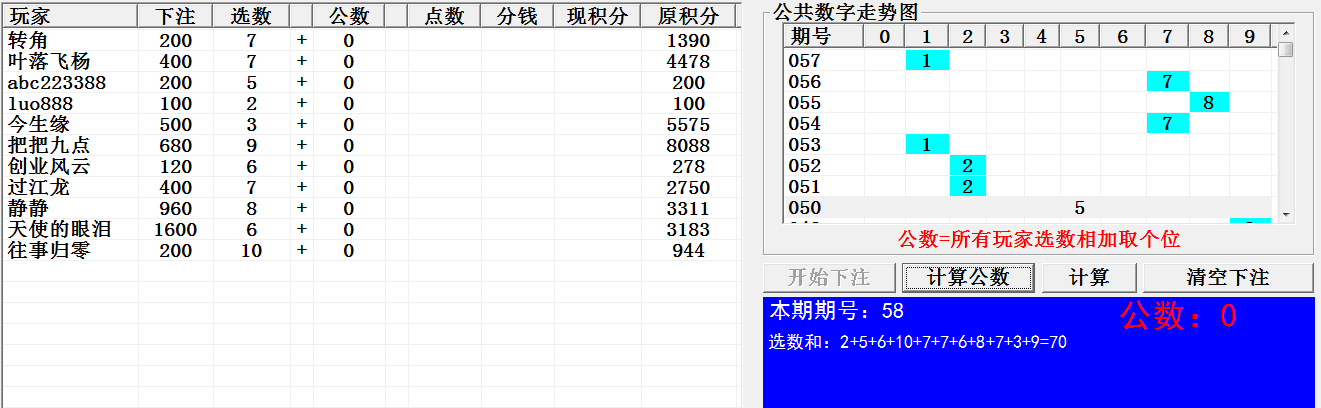 玩家 下注 选数 公数 点数 分钱 现积分 原积分
转角 200 7 + 0 1390
叶落飞杨 400 7 + 0 4478
abc223388 200 5 + 0 200
luo888 100 2 + 0 100
今生缘 500 3 + 0 5575
把把九点 680 9 + 0 8088
创业风云 120 6 + 0 278
过江龙 400 7 + 0 2750
静静 960 8 + 0 3311
天使的眼泪 1600 6 + 0 3183
往事归零 200 10 + 0 944
公共数字走势图
期号 0 1 2 3 4 5 6 7 8 9
057 1
056 7
055 8
054 7
053 1
052 2
051 2
050 5
公数=所有玩家选数相加取个位
开始下注 计算公数 计算 清空下注
本期期号：58 公数：0
选数和：2+5+6+10+7+7+6+8+7+3+9=70